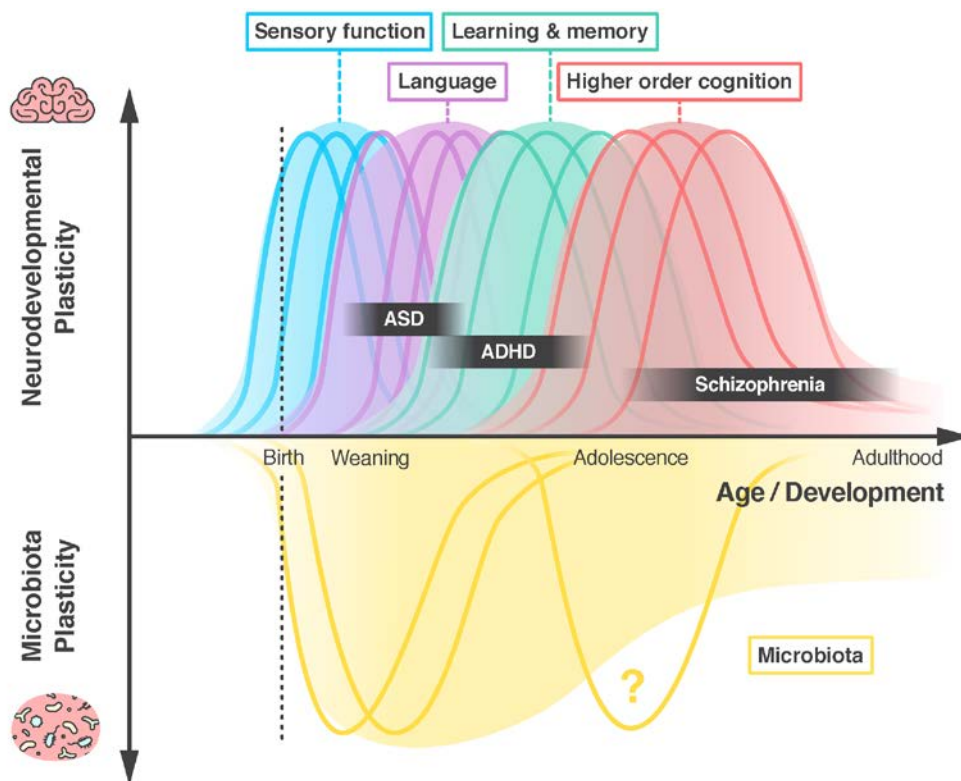 Sensory function
Learning & memory
Language
Higher order cognition
Neurodevelopmental
Plasticity
ASD
ADHD
Schizophrenia
Birth
Weaning
Adolescence
Adulthood
Age / Development
Microbiota
Plasticity
Microbiota
?